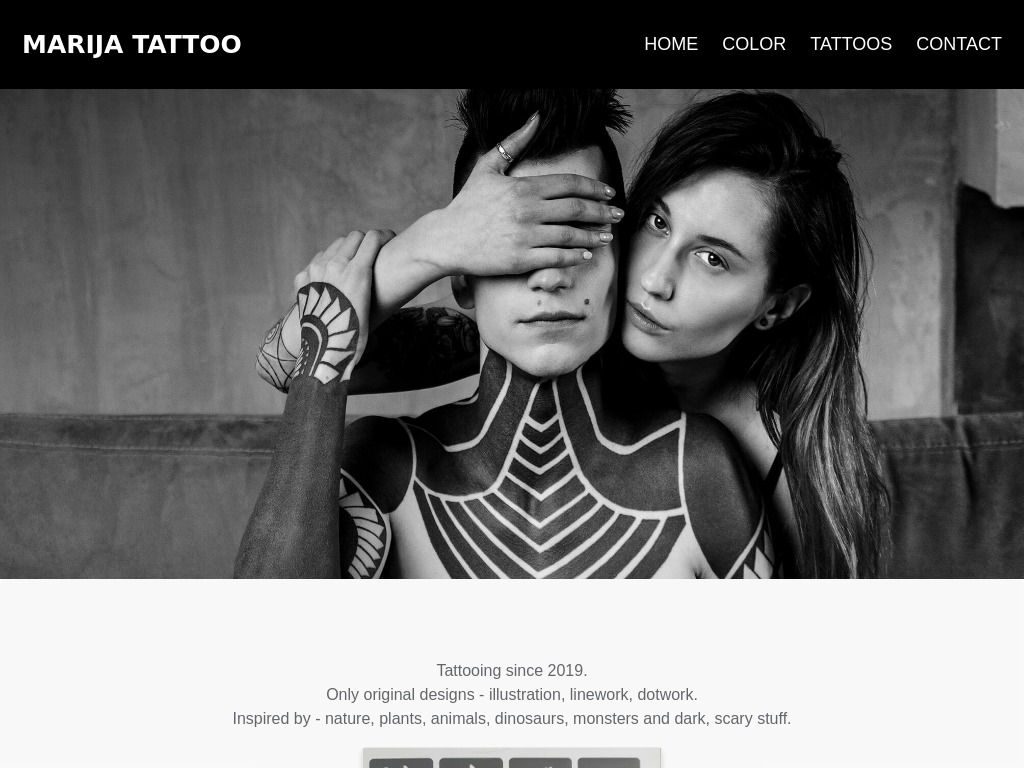 MARIJA TATTOO
HOME COLOR TATTOOS CONTACT
Tattooing since 2019.
Only original designs - illustration, linework, dotwork.
Inspired by - nature, plants, animals, dinosaurs, monsters and dark, scary stuff.